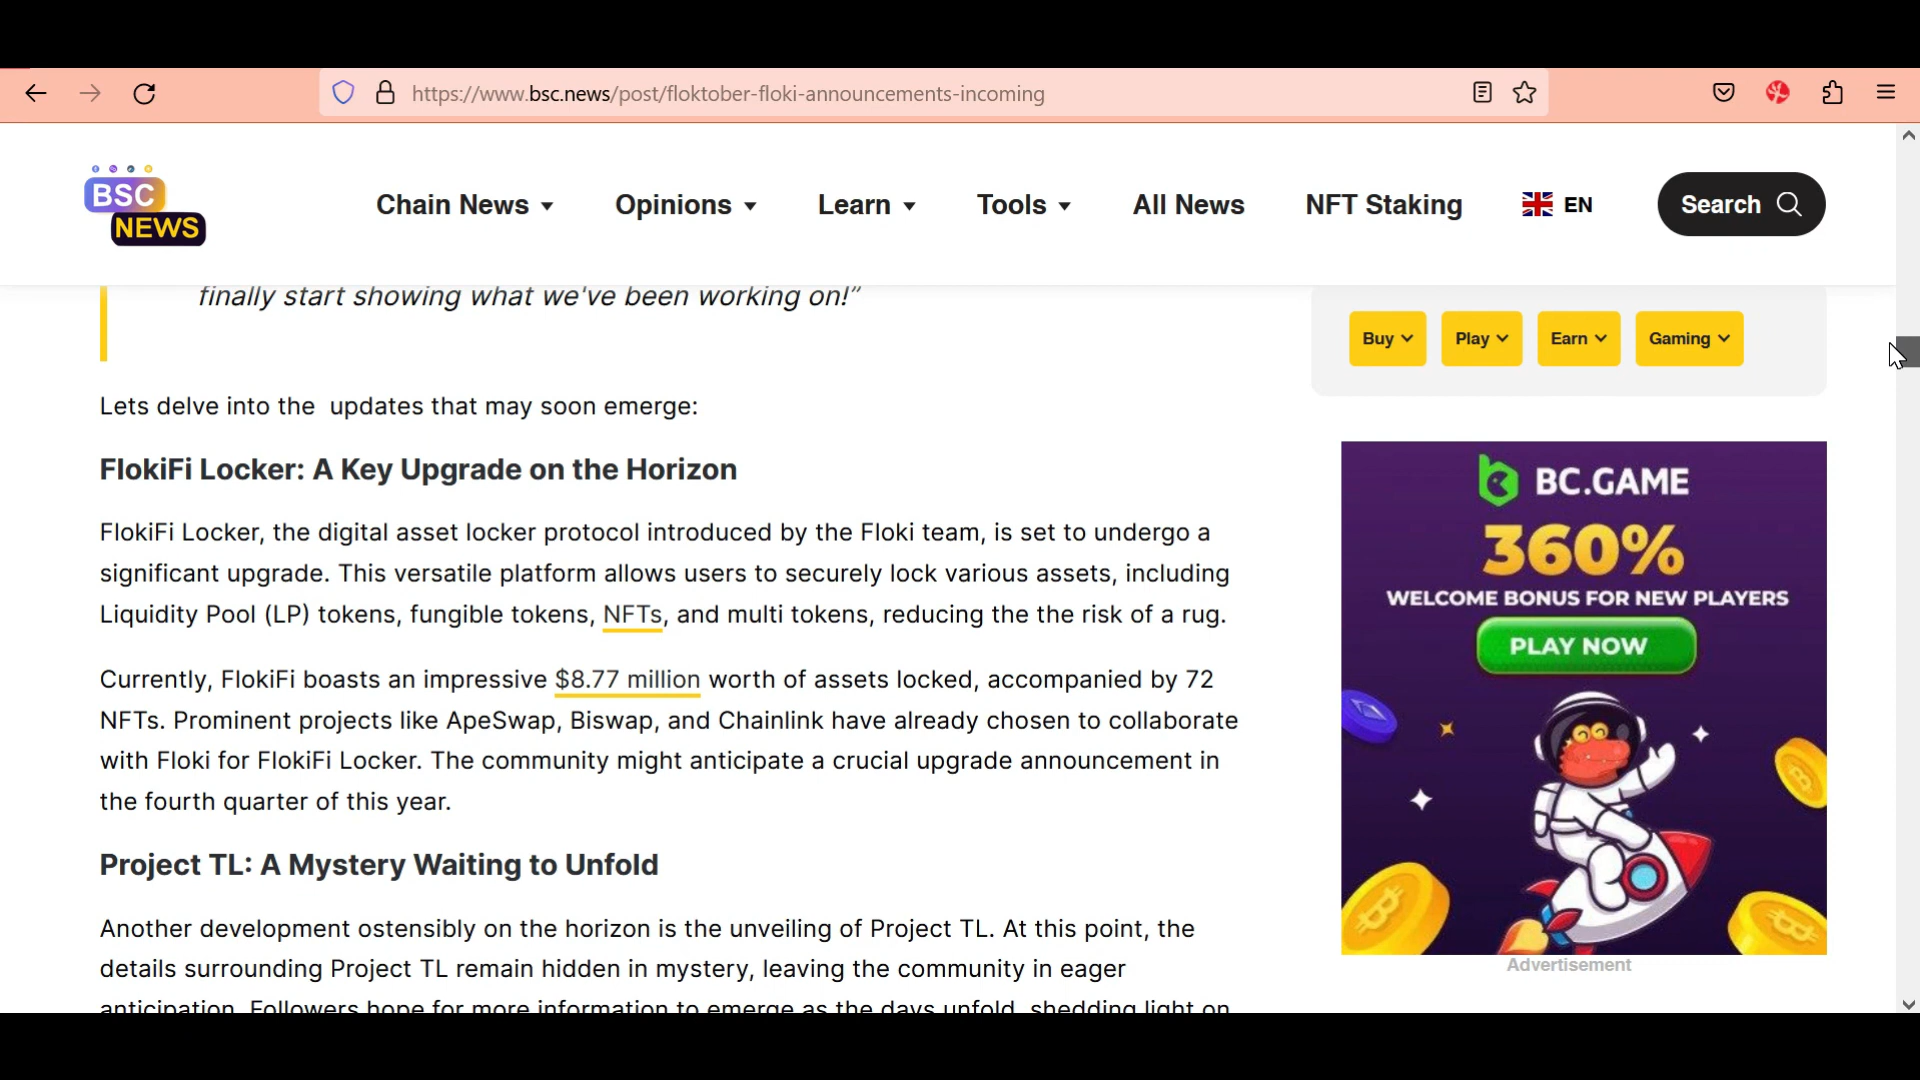 https://www.bsc.news/post/floktober-floki-announcements-incoming
BSC
NEWS
Chain News
Opinions
Learn
Tools
All News
NFT Staking
EN
Search
finally start showing what we've been working on!”
Buy
Play
Earn
Gaming
Lets delve into the  updates that may soon emerge:
FlokiFi Locker: A Key Upgrade on the Horizon
FlokiFi Locker, the digital asset locker protocol introduced by the Floki team, is set to undergo a
significant upgrade. This versatile platform allows users to securely lock various assets, including
Liquidity Pool (LP) tokens, fungible tokens, NFTs, and multi tokens, reducing the the risk of a rug.
Currently, FlokiFi boasts an impressive $8.77 million worth of assets locked, accompanied by 72
NFTs. Prominent projects like ApeSwap, Biswap, and Chainlink have already chosen to collaborate
with Floki for FlokiFi Locker. The community might anticipate a crucial upgrade announcement in
the fourth quarter of this year.
Project TL: A Mystery Waiting to Unfold
Another development ostensibly on the horizon is the unveiling of Project TL. At this point, the
details surrounding Project TL remain hidden in mystery, leaving the community in eager
anticipation. Followers hope for more information to emerge as the days unfold, shedding light on
BC.GAME
360%
WELCOME BONUS FOR NEW PLAYERS
PLAY NOW
Advertisement